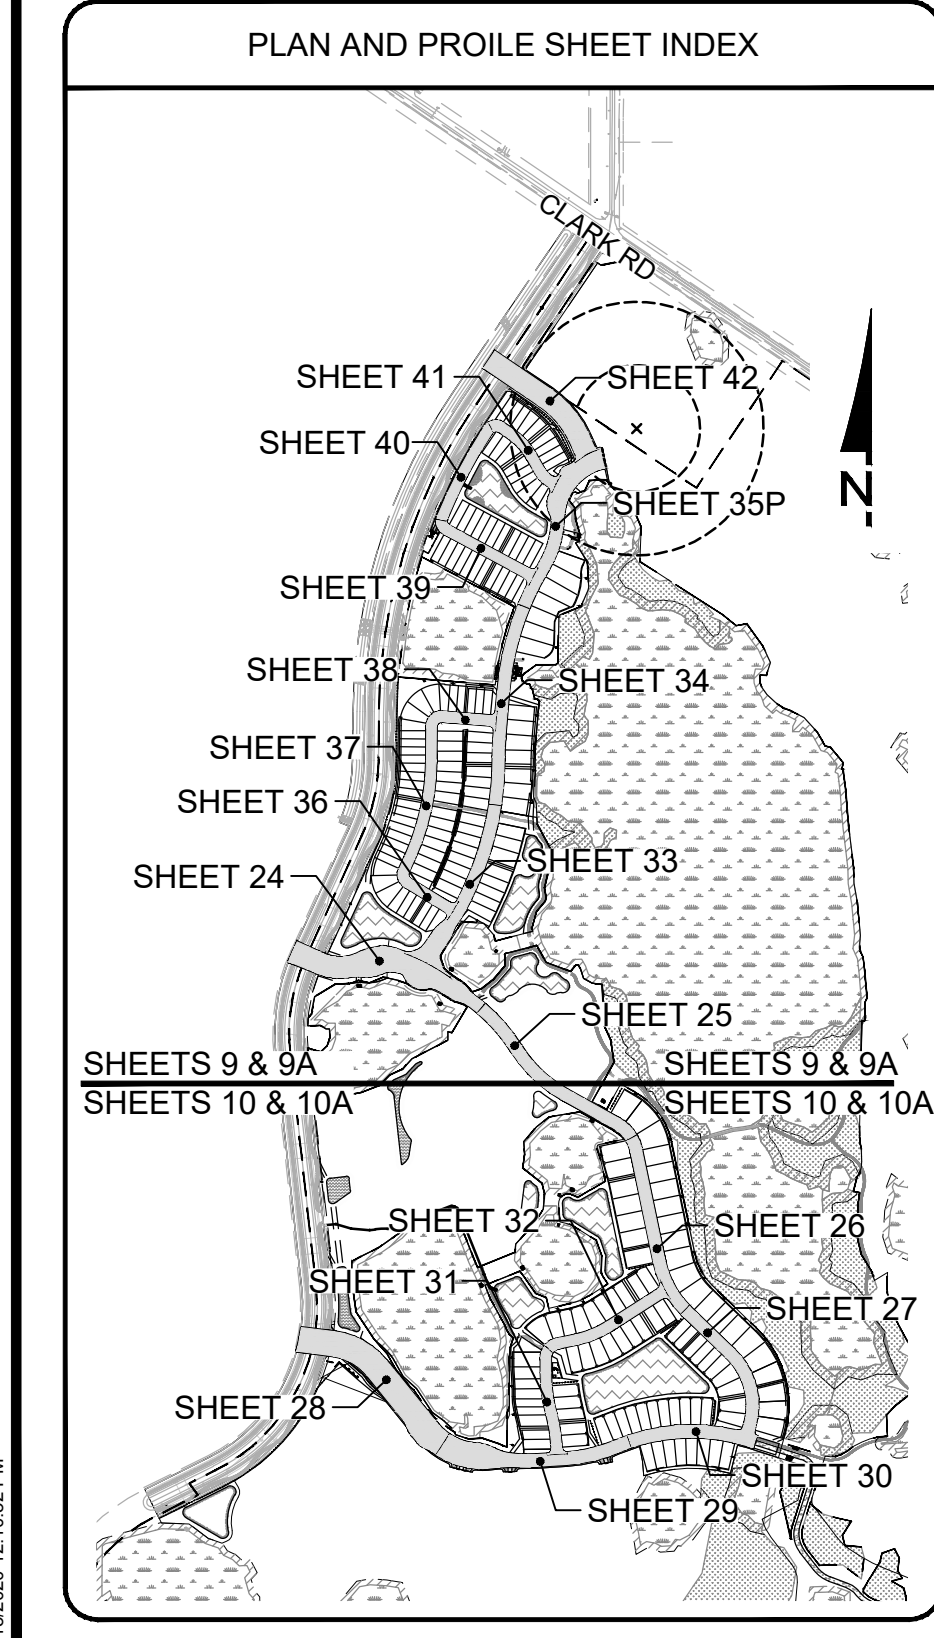 PLAN AND PROILE SHEET INDEX
CLARK RD
SHEET 41
SHEET 42
SHEET 40
N
SHEET 35P
SHEET 39
SHEET 38
SHEET 34
SHEET 37
SHEET 36
SHEET 33
SHEET 24
SHEET 25
SHEETS 9 & 9A
SHEETS 9 & 9A
SHEETS 10 & 10A
SHEETS 10 & 10A
SHEET 32
SHEET 26
SHEET 31
SHEET 27
SHEET 28
SHEET 30
SHEET 29